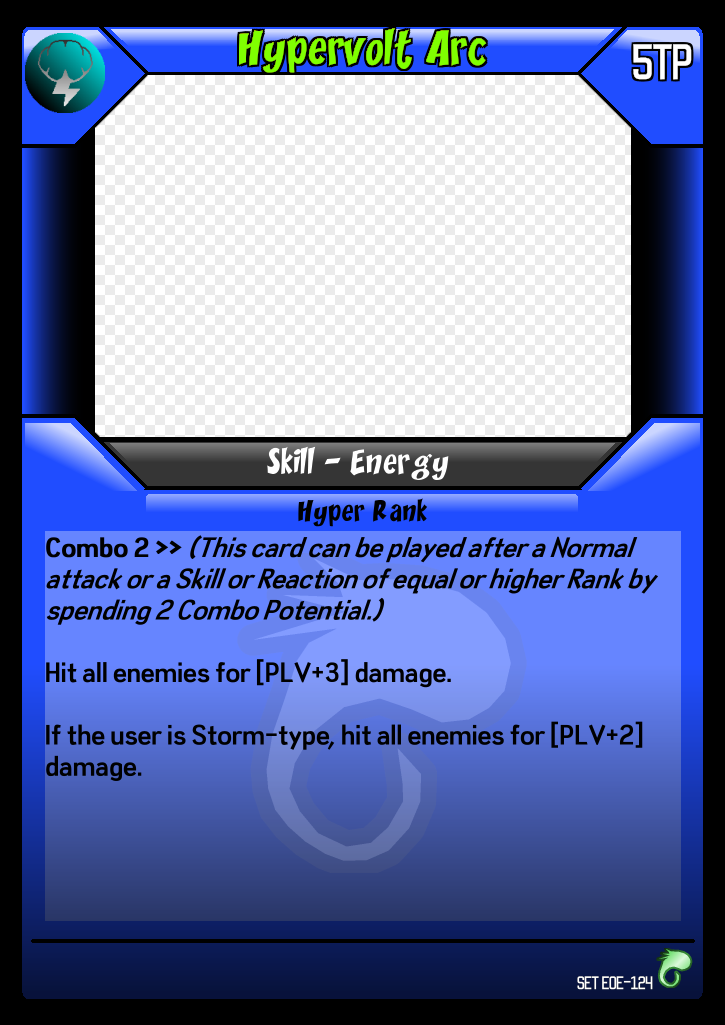 Hypervolt Arc
5TP
Skill - Energy
Hyper Rank
Combo 2 >> (This card can be played after a Normal
attack or a Skill or Reaction of equal or higher Rank by
spending 2 Combo Potential.)
Hit all enemies for [PLV+3] damage.
If the user is Storm-type, hit all enemies for [PLV+2]
damage.
SET EOE-124